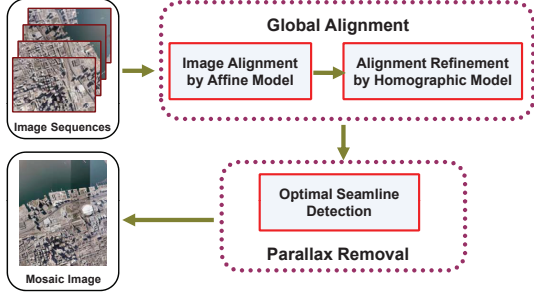 Global Alignment
Image Alignment
by Affine Model
Alignment Refinement
by Homographic Model
Image Sequences
Optimal Seamline
Detection
Parallax Removal
Mosaic Image